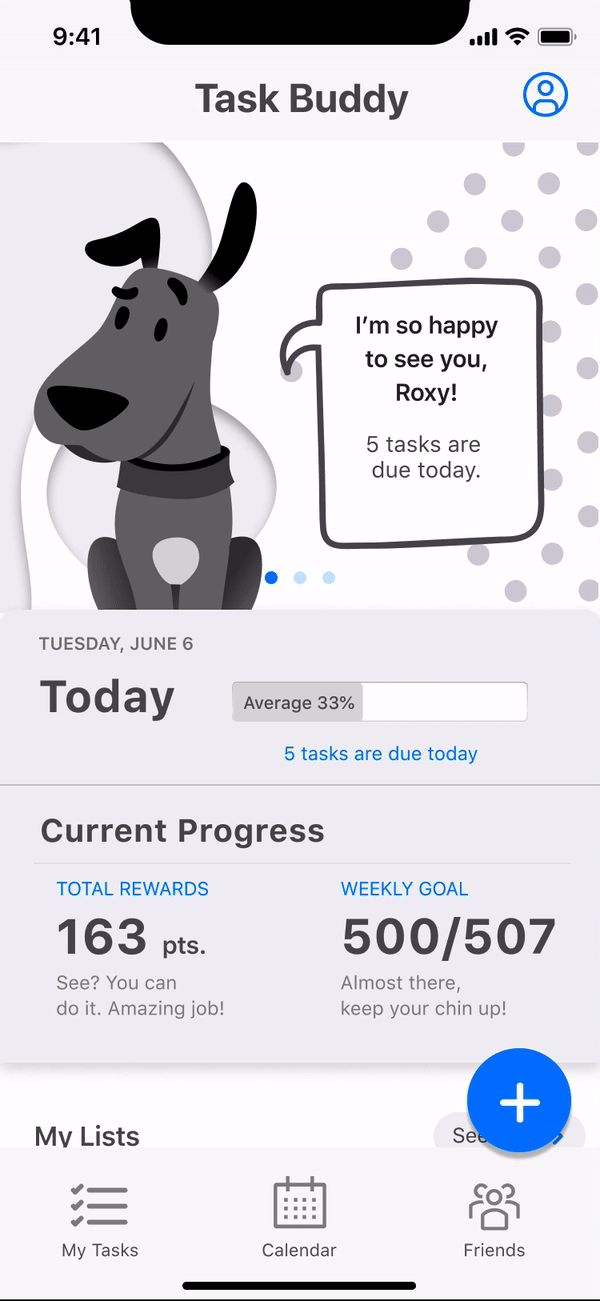 9:41
Task Buddy
I'm so happy
to see you,
Roxy!
5 tasks are
due today.
TUESDAY, JUNE 6
Today
Average 33%
5 tasks are due today
Current Progress
TOTAL REWARDS
163 pts.
See? You can
do it. Amazing job!
WEEKLY GOAL
500/507
Almost there,
keep your chin up!
My Lists
See
My Tasks
Calendar
Friends